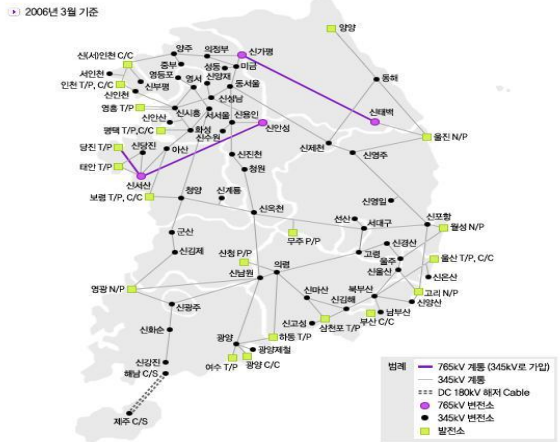 2006년 3월 기준
양양
신(서)인천 C/C
양주
의정부
신가평
중부
성동
미금
동해
서인천
영등포
신양재
인천 T/P, C/C
신부평
영서
동서울
신인천
신성남
신태백
영흥 T/P
신시흥
서서울
신용인
신안산
신안성
평택 T/P,C/C
화성
신수원
울진 N/P
당진 T/P
신당진
아산
신제천
신영주
태안 T/P
신진천
청원
신서산
보령 T/P, C/C
청양
신계룡
신영일
신옥천
선산
서대구
신포항
월성 N/P
군산
무주 P/P
신경산
신김제
산청 P/P
고령
울주
울산 T/P, C/C
신남원
의령
신울산
신온산
영광 N/P
신마산
북부산
고리 N/P
신광주
신김해
신양산
신고성
삼천포 T/P
남부산
부산 C/C
신화순
광양
하동 T/P
광양제철
신강진
여수 T/P
광양 C/C
해남 C/S
제주 C/S
범례
765kV 계통 (345kV로 가압)
345kV 계통
DC 180kV 해저 Cable
765kV 변전소
345kV 변전소
발전소